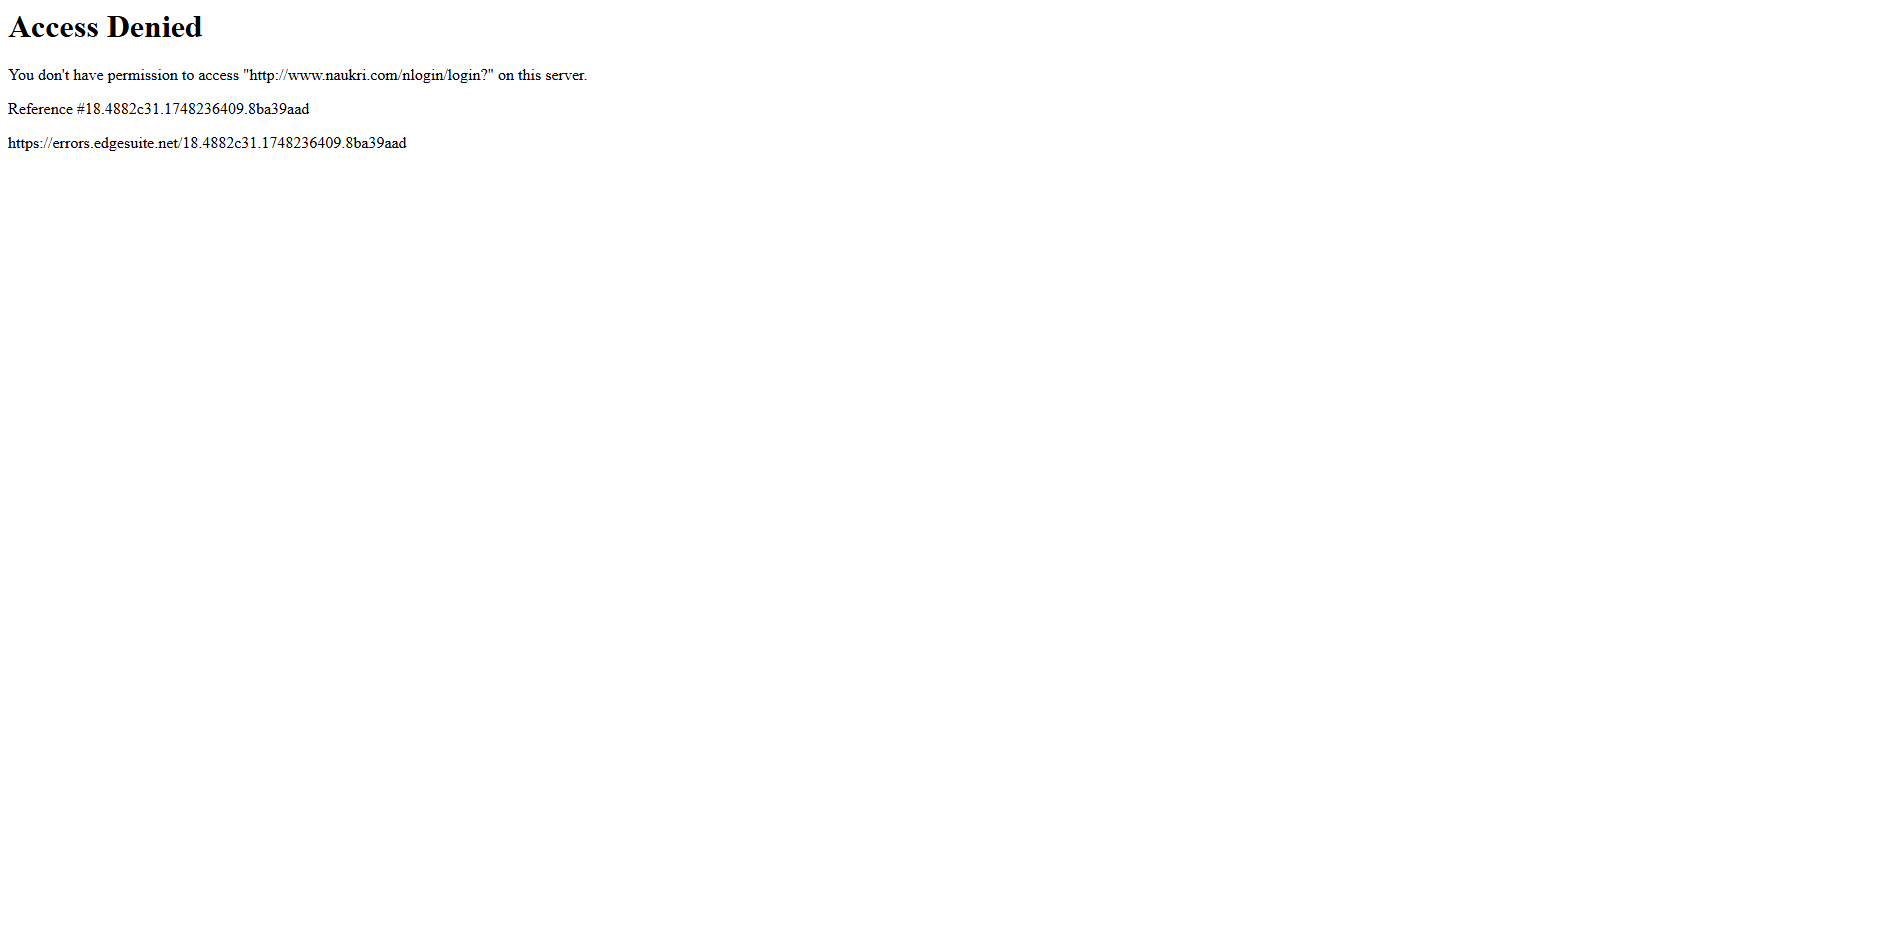 Access Denied
You don't have permission to access "http://www.naukri.com/nlogin/login?" on this server.
Reference #18.4882c31.1748236409.8ba39aad
https://errors.edgesuite.net/18.4882c31.1748236409.8ba39aad